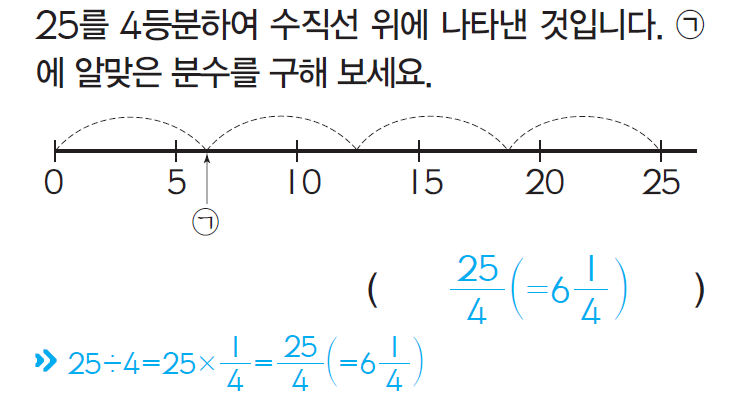 25를 4등분하여 수직선 위에 나타낸 것입니다. ㉠
에 알맞은 분수를 구해 보세요.
0 5 10 15 20 25
㉠
( 25/4 (=6 1/4) )
» 25÷4=25×1/4=25/4(=6 1/4)